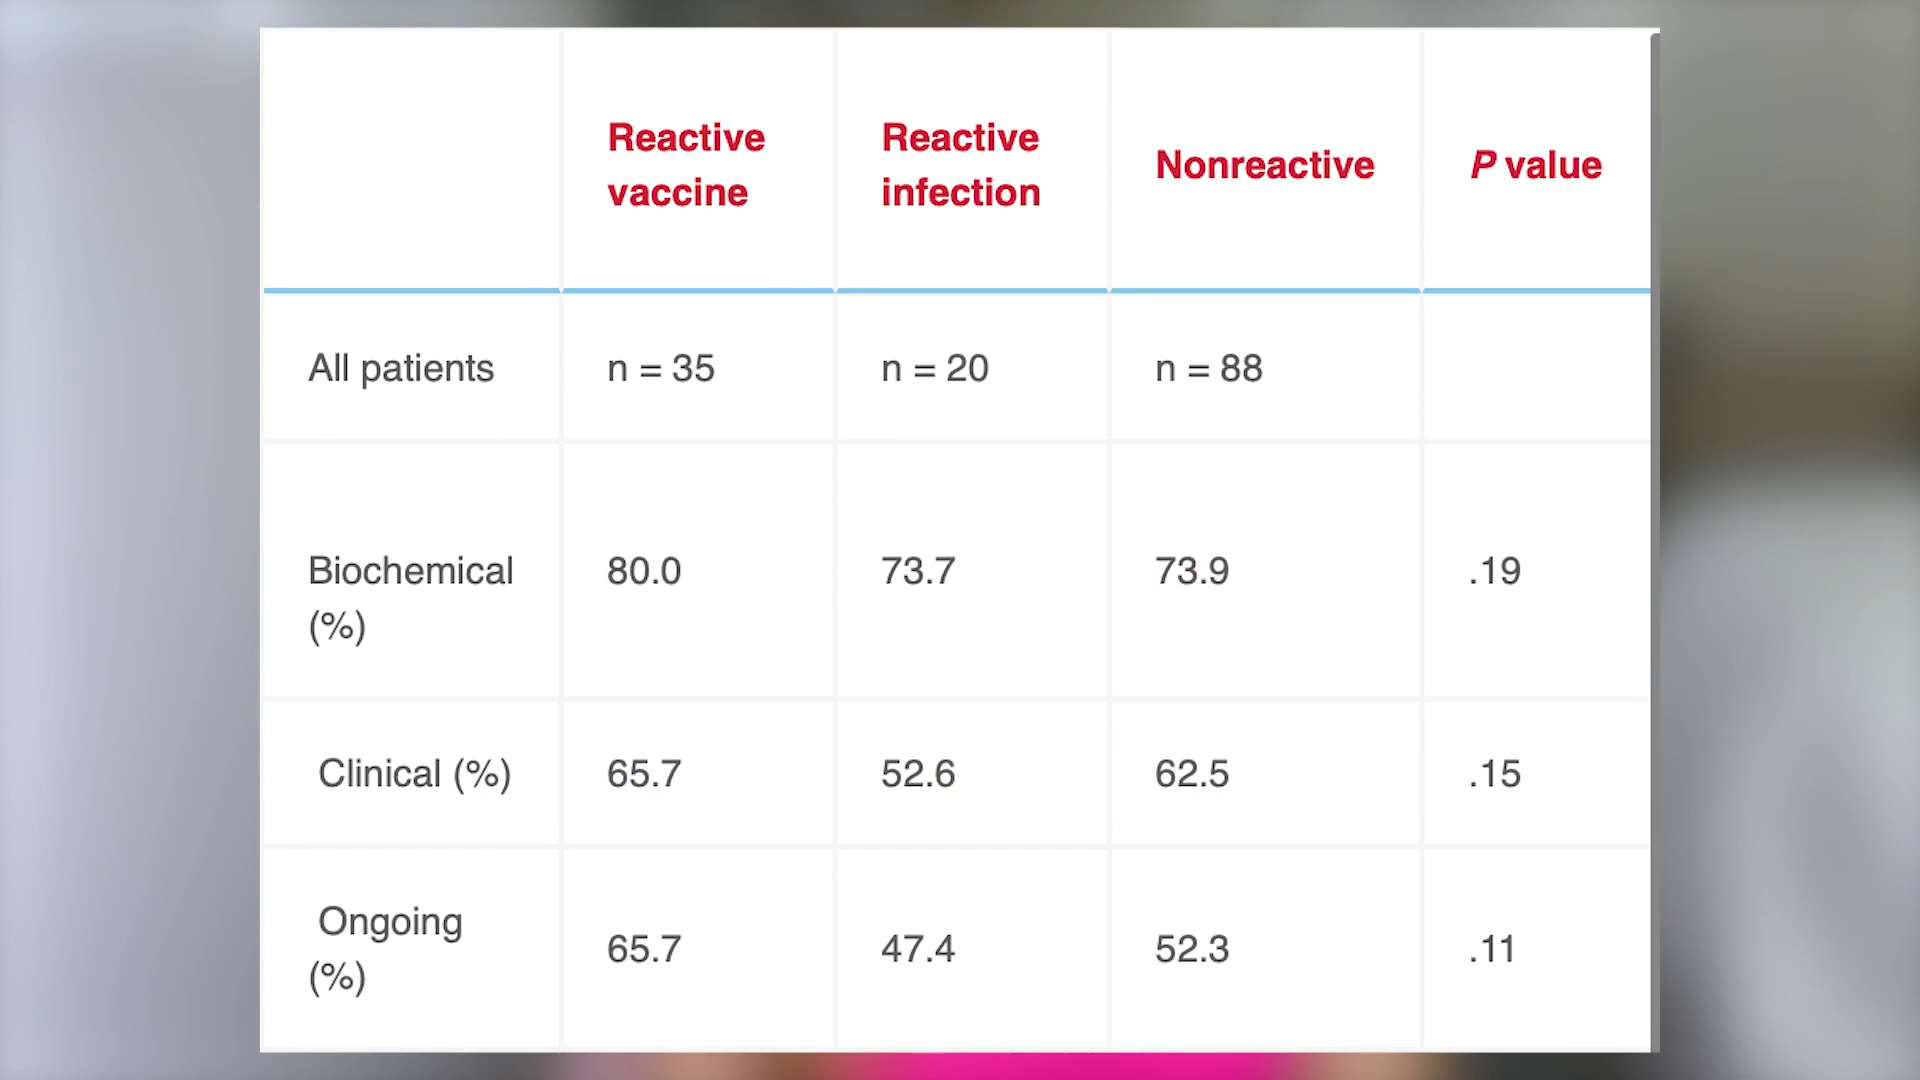 Reactive vaccine
Reactive infection
Nonreactive
P value
All patients
n = 35
n = 20
n = 88
Biochemical (%)
80.0
73.7
73.9
.19
Clinical (%)
65.7
52.6
62.5
.15
Ongoing (%)
65.7
47.4
52.3
.11